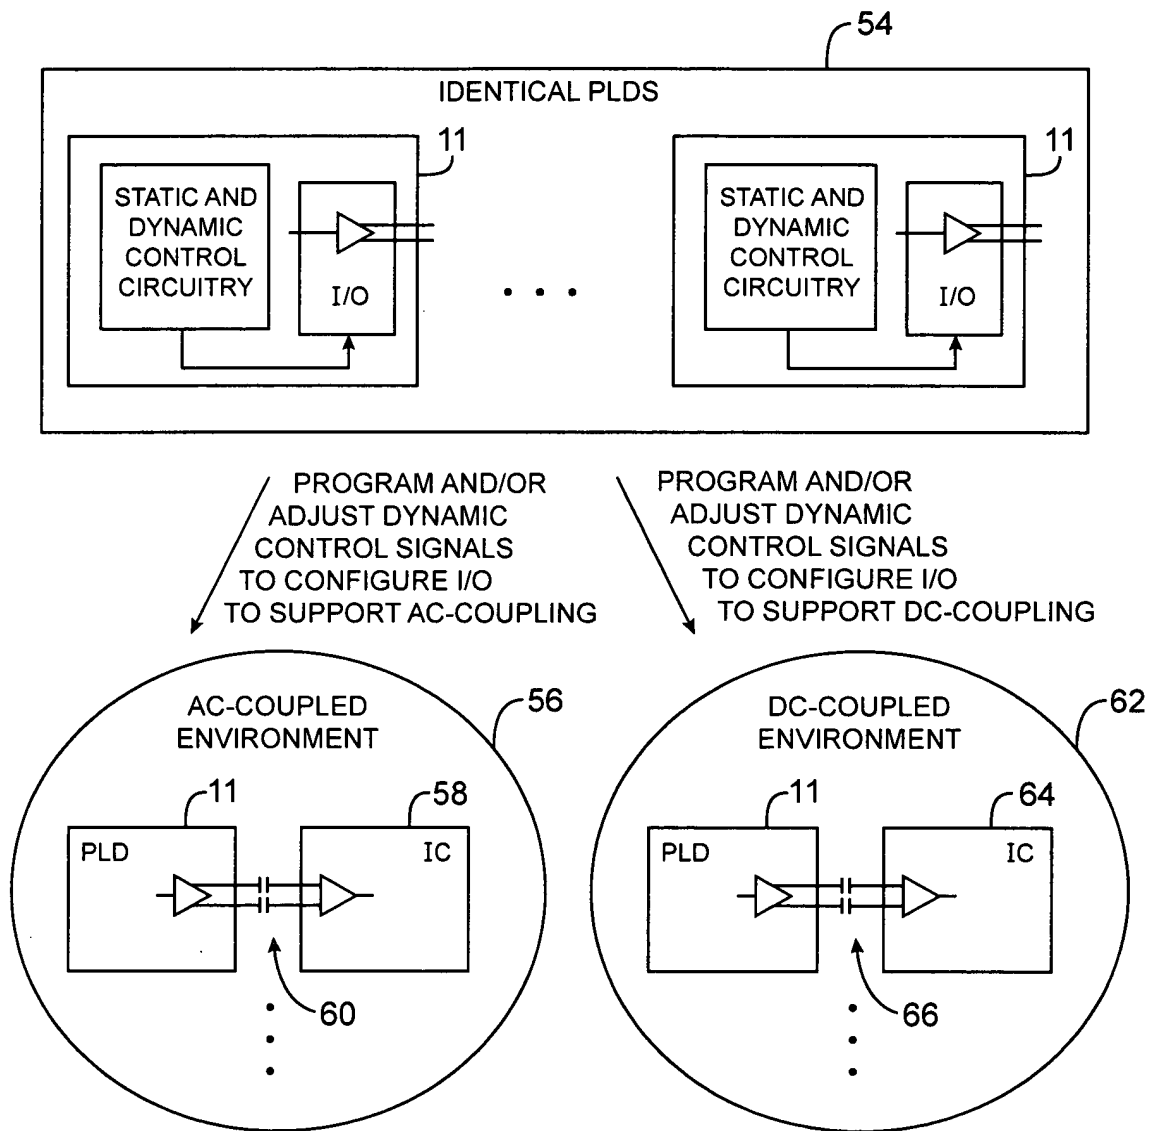 54
IDENTICAL PLDS
11
STATIC AND
DYNAMIC
CONTROL
CIRCUITRY
I/O
. . .
11
STATIC AND
DYNAMIC
CONTROL
CIRCUITRY
I/O
PROGRAM AND/OR
ADJUST DYNAMIC
CONTROL SIGNALS
TO CONFIGURE I/O
TO SUPPORT AC-COUPLING
PROGRAM AND/OR
ADJUST DYNAMIC
CONTROL SIGNALS
TO CONFIGURE I/O
TO SUPPORT DC-COUPLING
AC-COUPLED
ENVIRONMENT
56
11
58
PLD
IC
60
DC-COUPLED
ENVIRONMENT
62
11
64
PLD
IC
66